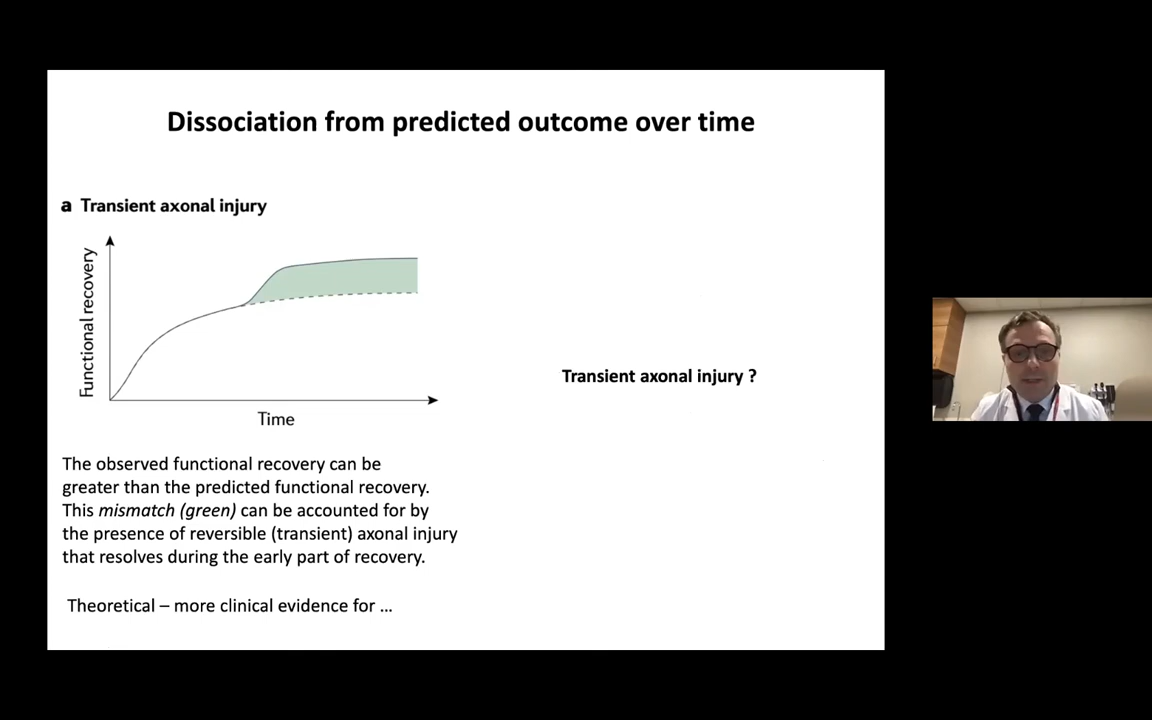 Dissociation from predicted outcome over time
a Transient axonal injury
Functional recovery
Time
Transient axonal injury ?
The observed functional recovery can be
greater than the predicted functional recovery.
This mismatch (green) can be accounted for by
the presence of reversible (transient) axonal injury
that resolves during the early part of recovery.
Theoretical – more clinical evidence for ...